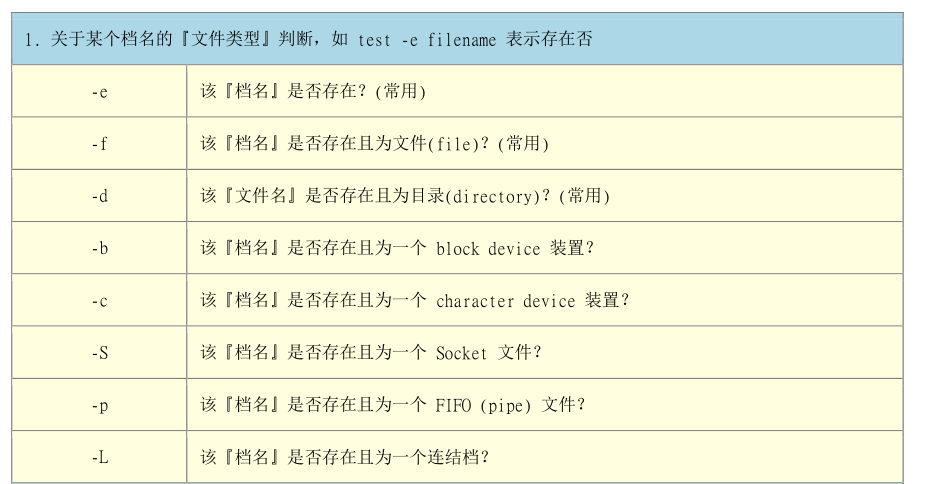 1. 关于某个档名的『文件类型』判断，如 test -e filename 表示存在否
-e 该『档名』是否存在？(常用)
-f 该『档名』是否存在且为文件(file)？(常用)
-d 该『文件名』是否存在且为目录(directory)？(常用)
-b 该『档名』是否存在且为一个 block device 装置？
-c 该『档名』是否存在且为一个 character device 装置？
-S 该『档名』是否存在且为一个 Socket 文件？
-p 该『档名』是否存在且为一个 FIFO (pipe) 文件？
-L 该『档名』是否存在且为一个连结档？